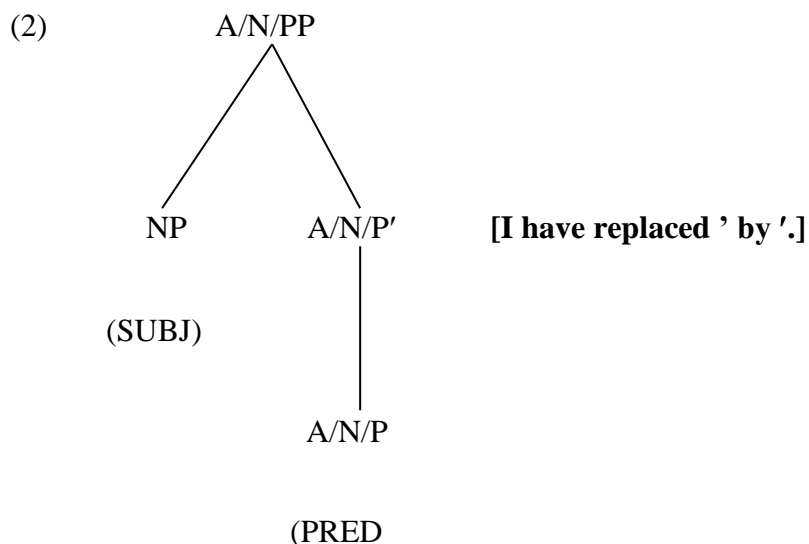 (2) A/N/PP
NP A/N/P′ [I have replaced ’ by ′.]
(SUBJ)
A/N/P
(PRED